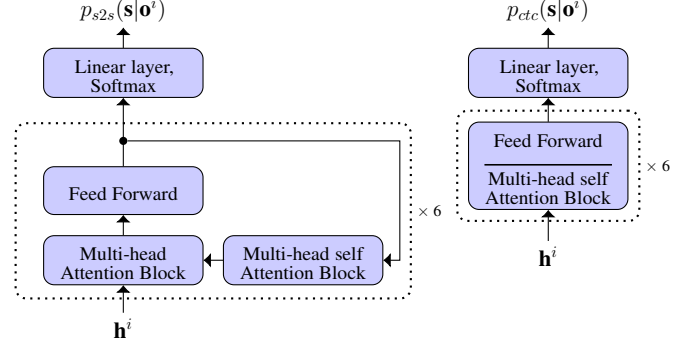 p_{s2s}(s|o^i)
Linear layer,
Softmax
Feed Forward
Multi-head
Attention Block
Multi-head self
Attention Block
× 6
h^i
p_{ctc}(s|o^i)
Linear layer,
Softmax
Feed Forward
Multi-head self
Attention Block
× 6
h^i